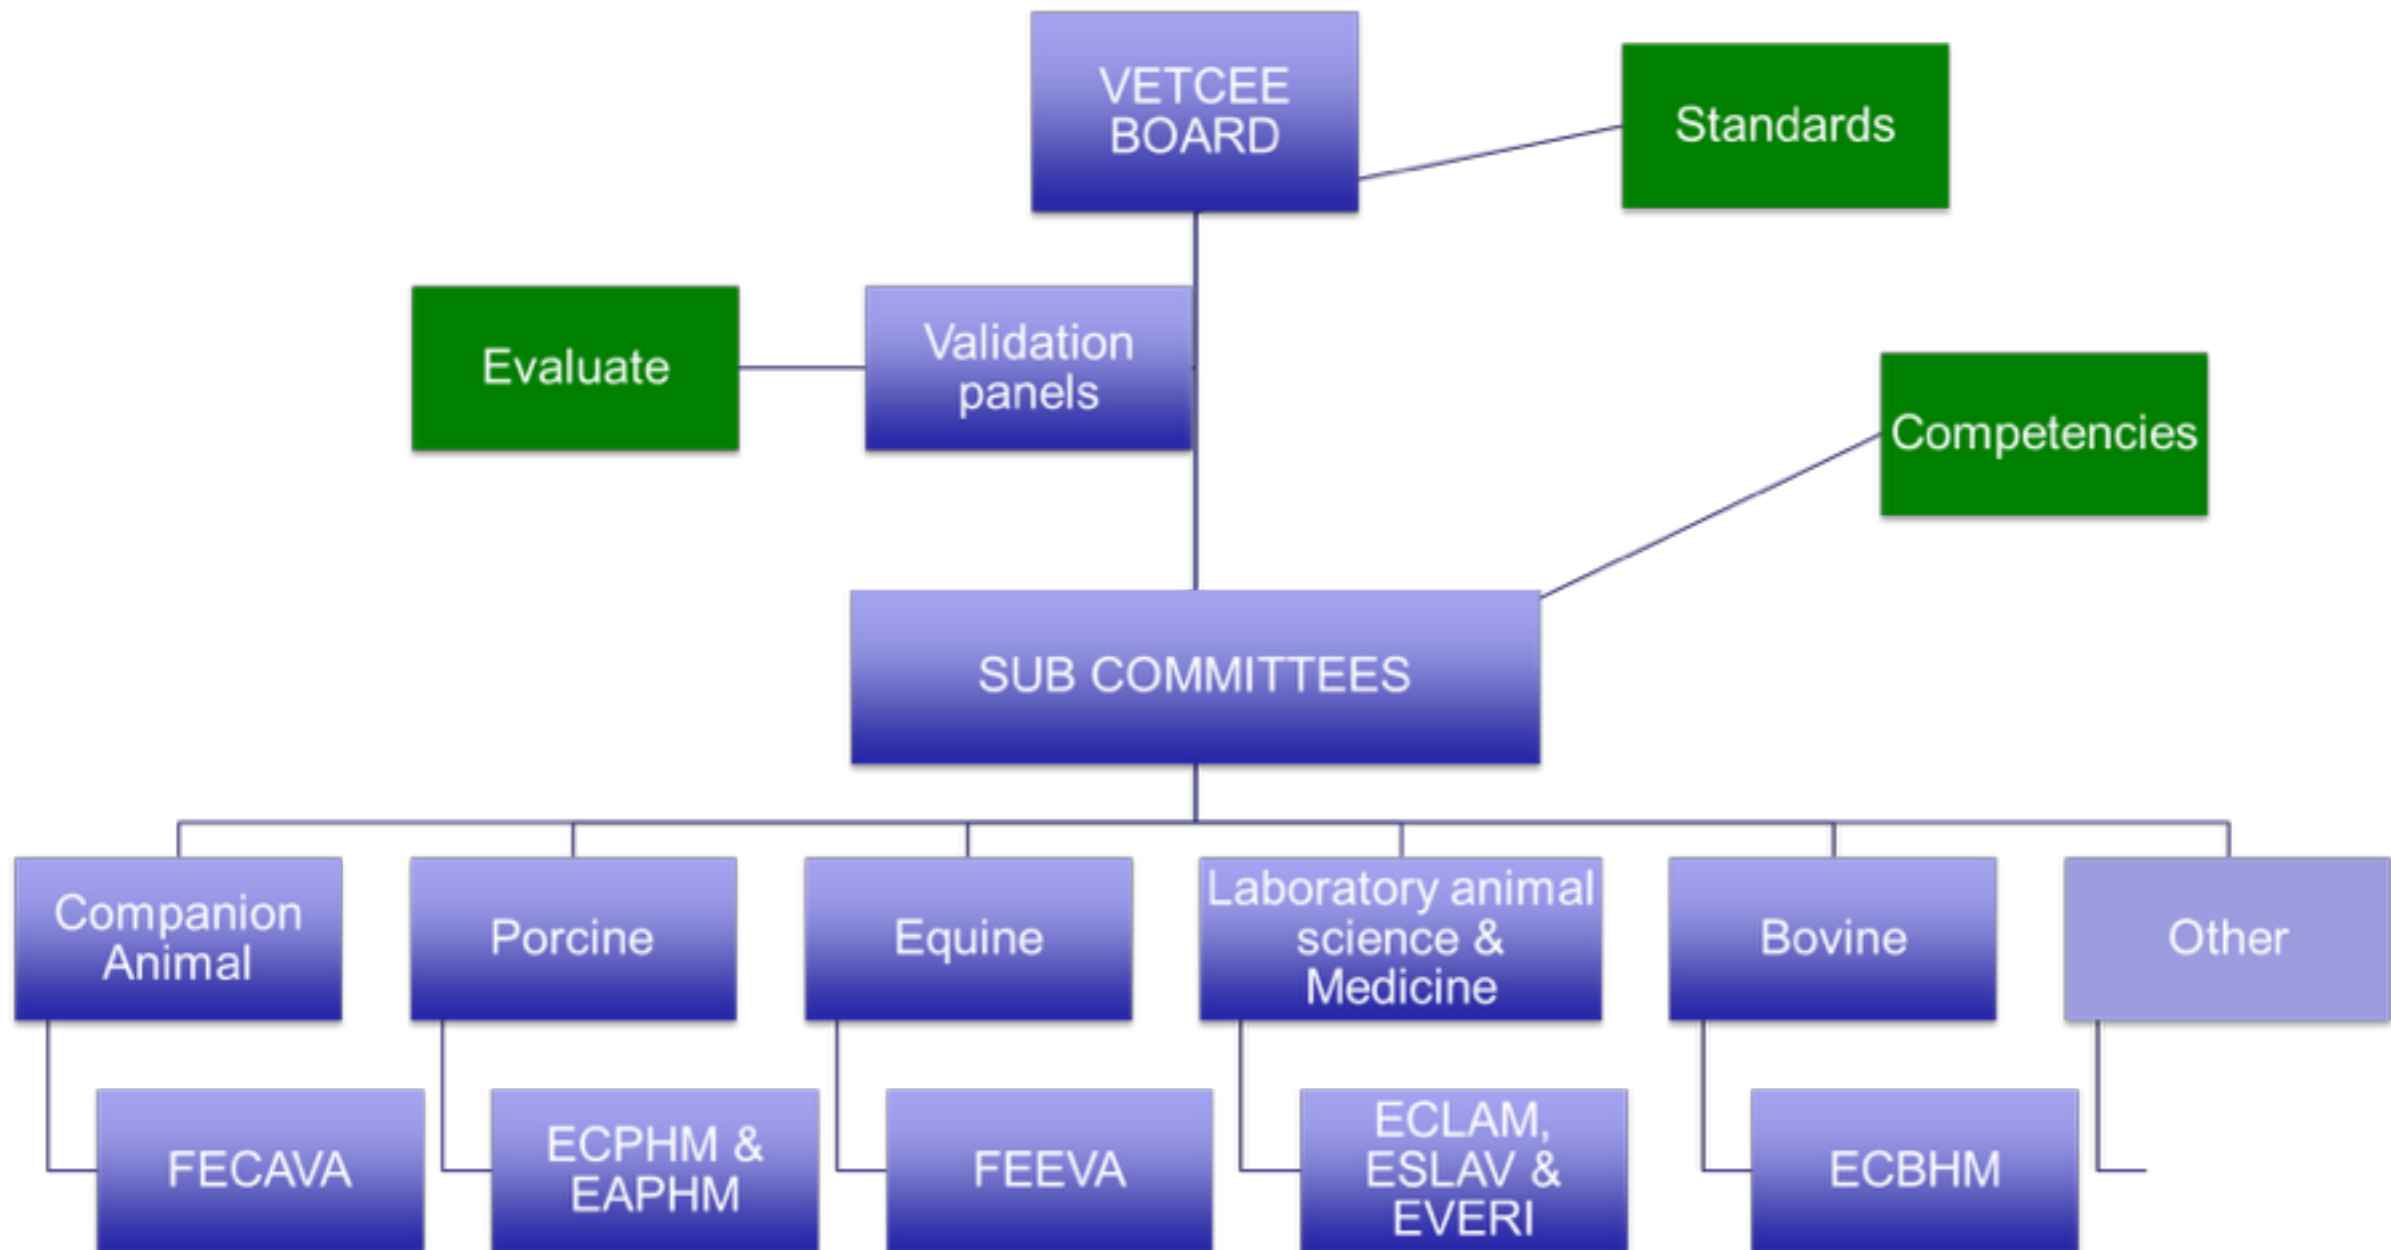 VETCEE
BOARD
Standards
Evaluate
Validation
panels
Competencies
SUB COMMITTEES
Companion
Animal
Porcine
Equine
Laboratory animal
science &
Medicine
Bovine
Other
FECAVA
ECPHM &
EAPHM
FEEVA
ECLAM,
ESLAV &
EVERI
ECBHM